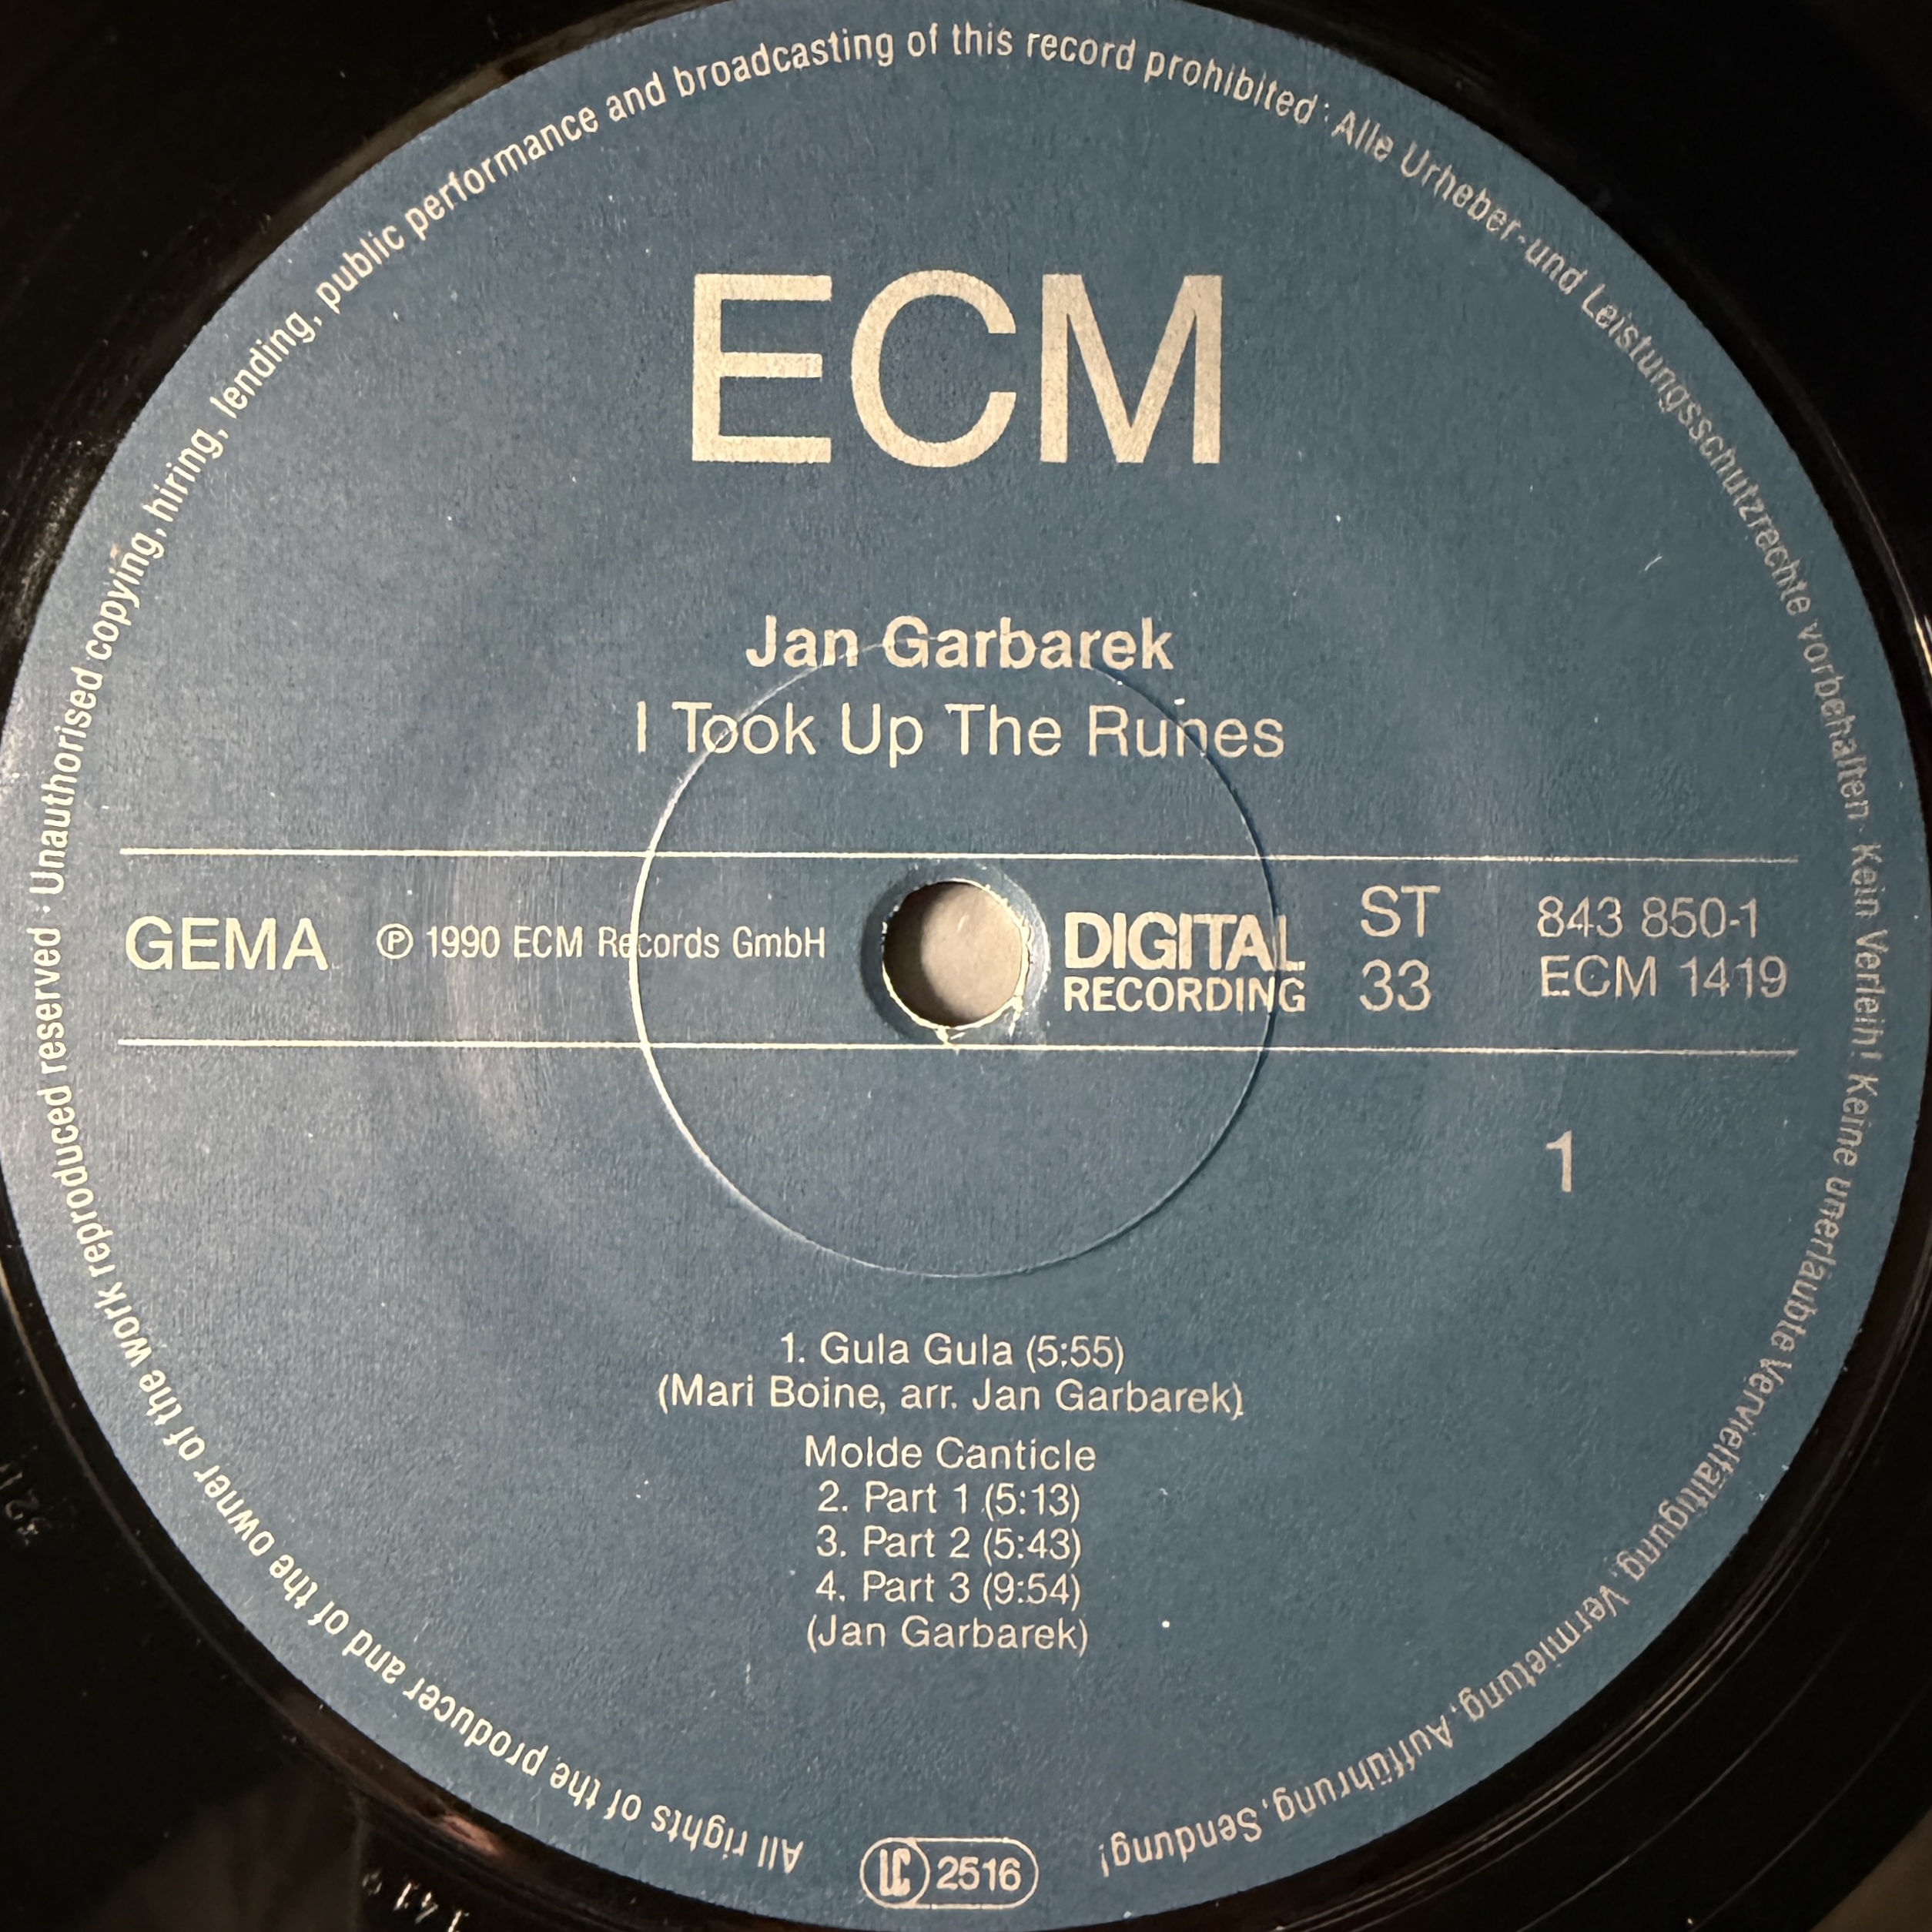 All rights of the producer and of the owner of the work reproduced reserved · Unauthorised copying, hiring, lending, public performance and broadcasting of this record prohibited · Alle Urheber- und Leistungsschutzrechte vorbehalten · Kein Verleih! Keine unerlaubte Vervielfältigung, Vermietung, Aufführung, Sendung!
ECM
Jan Garbarek
I Took Up The Runes
GEMA ℗ 1990 ECM Records GmbH
DIGITAL
RECORDING
ST
33
843 850-1
ECM 1419
1
1. Gula Gula (5:55)
(Mari Boine, arr. Jan Garbarek)
Molde Canticle
2. Part 1 (5:13)
3. Part 2 (5:43)
4. Part 3 (9:54)
(Jan Garbarek)
LC 2516